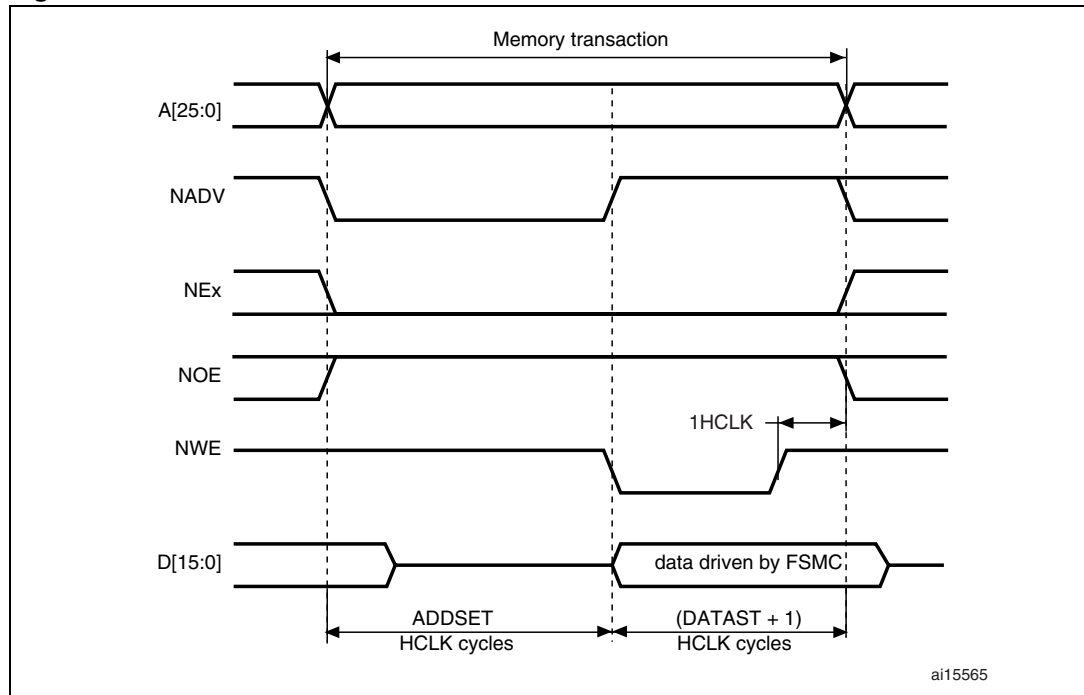 Memory transaction
A[25:0]
NADV
NEx
NOE
1HCLK
NWE
D[15:0]
data driven by FSMC
ADDSET
HCLK cycles
(DATAST + 1)
HCLK cycles
ai15565